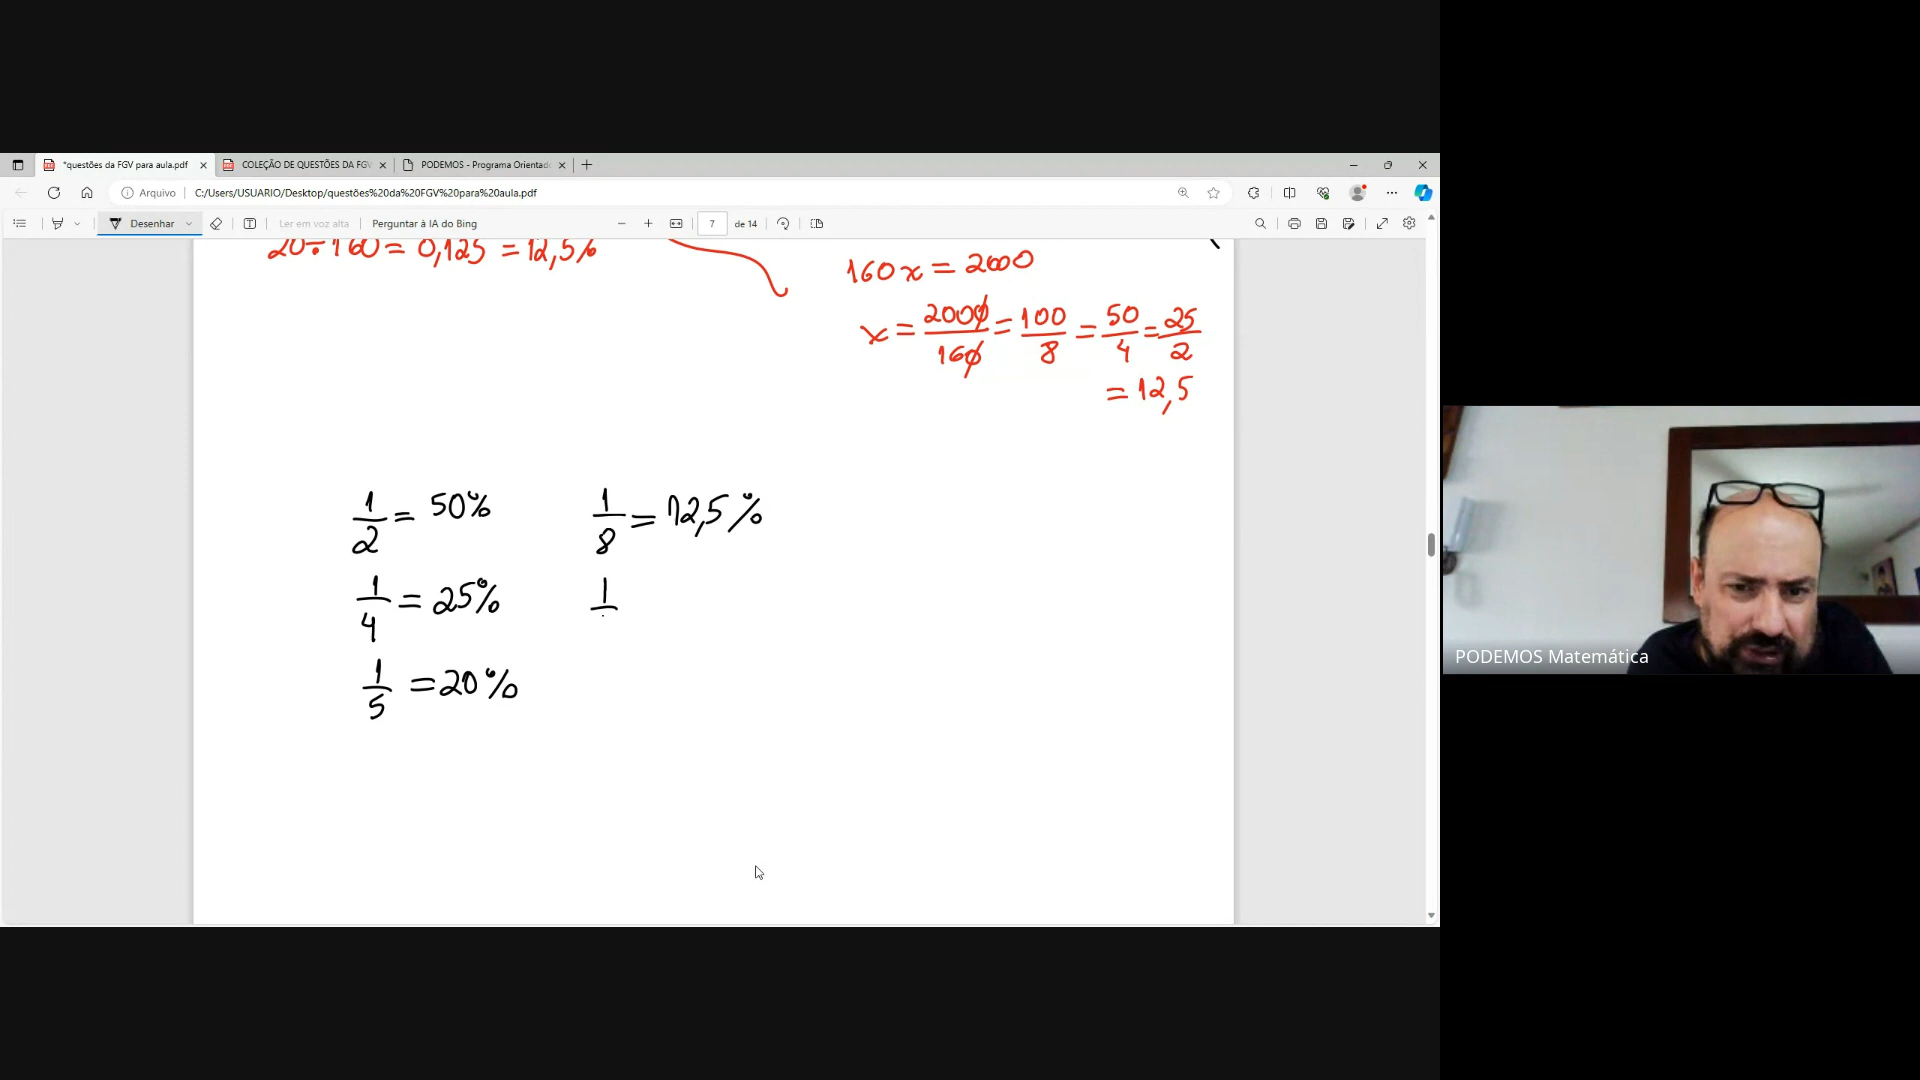 *questões da FGV para aula.pdf
COLEÇÃO DE QUESTÕES DA FGV
PODEMOS - Programa Orientad
Arquivo
C:/Users/USUARIO/Desktop/questões%20da%20FGV%20para%20aula.pdf
Desenhar
Ler em voz alta
Perguntar à IA do Bing
7 de 14
20÷160 = 0,125 = 12,5%
160x = 2000
x = 2000/160 = 100/8 = 50/4 = 25/2
= 12,5
1/2 = 50%
1/8 = 12,5%
1/4 = 25%
1
1/5 = 20%
PODEMOS Matemática